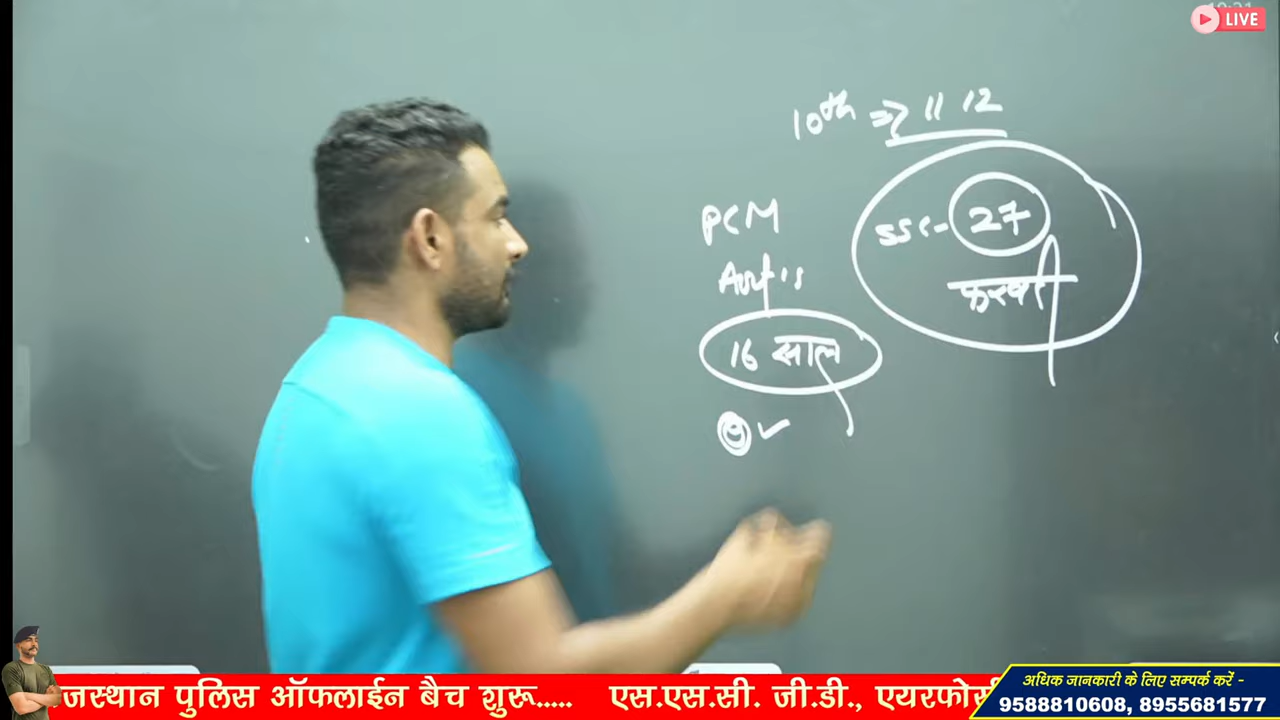 LIVE
10th ⇒ 11 12
PCM
SSC- 27
Arts
फरवरी
16 साल
जस्थान पुलिस ऑफलाईन बैच शुरू..... एस.एस.सी. जी.डी., एयरफोर्स
अधिक जानकारी के लिए सम्पर्क करें -
9588810608, 8955681577